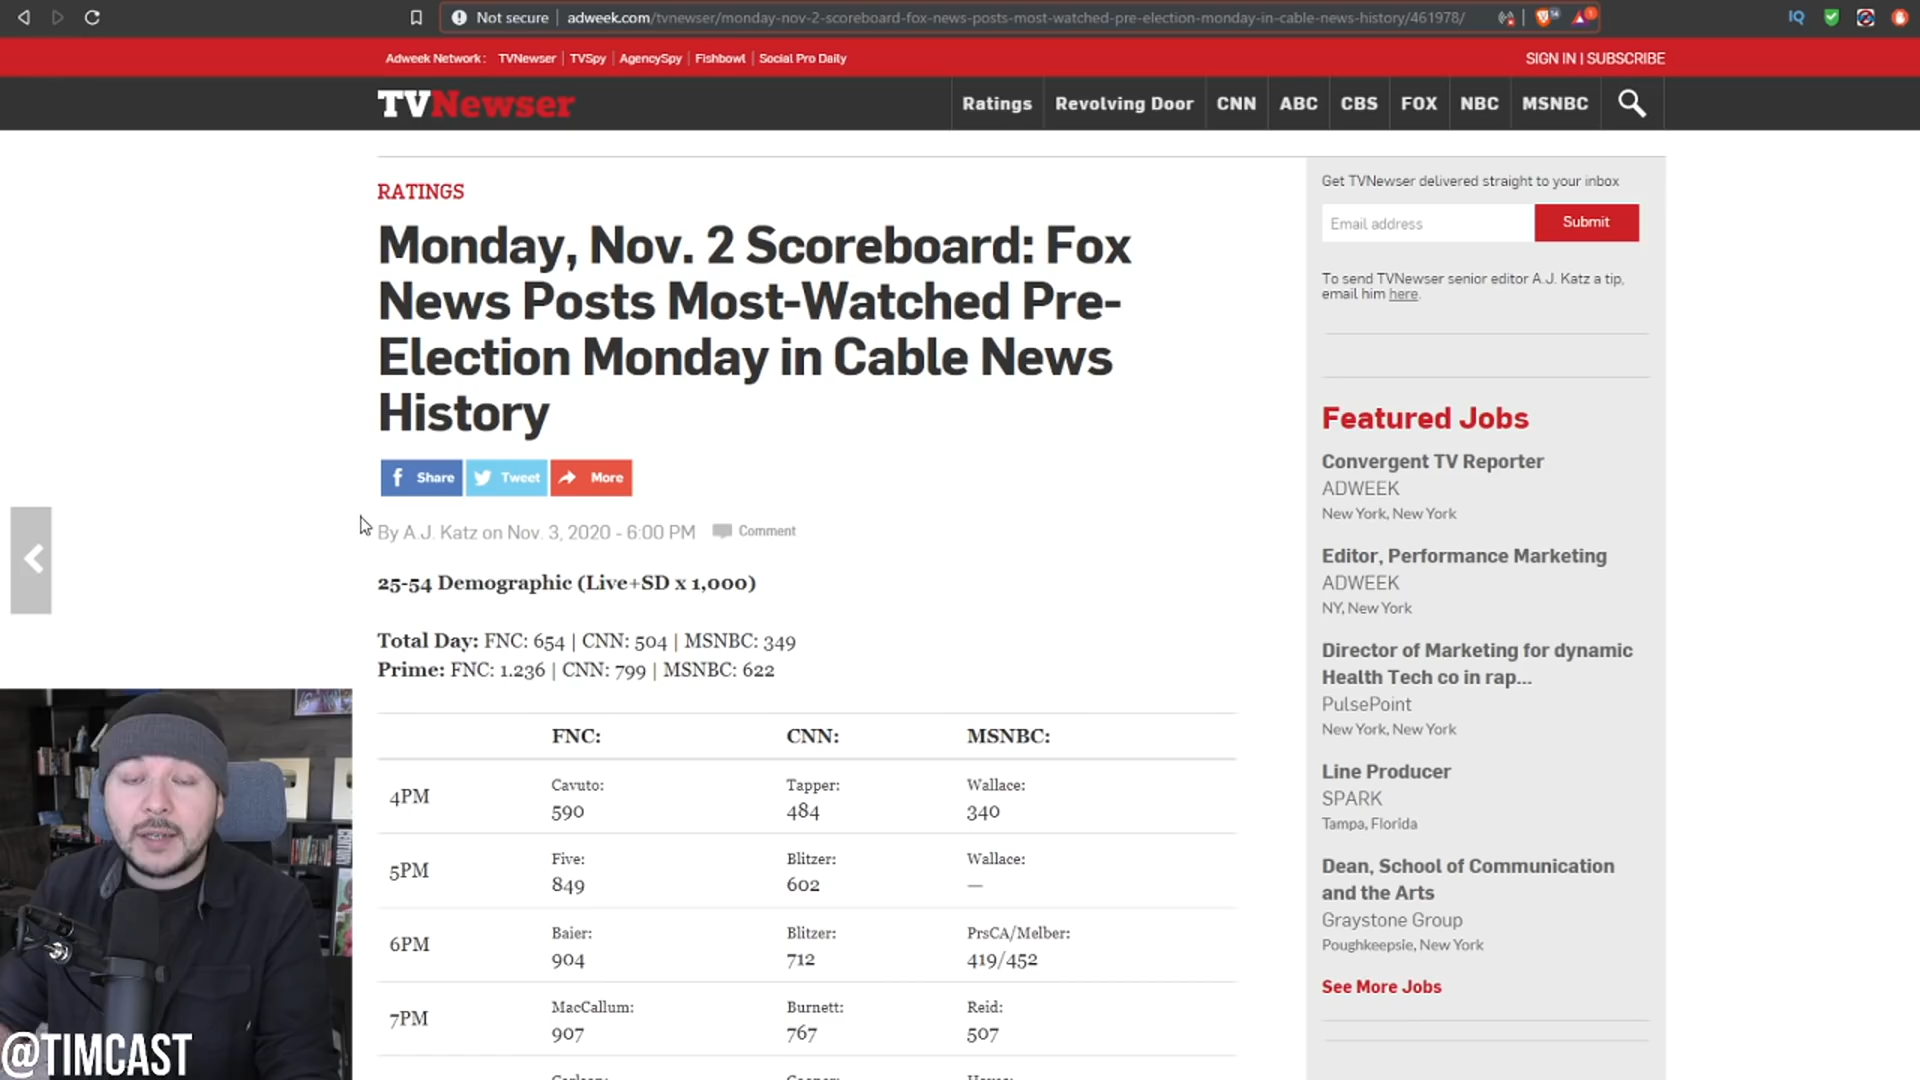 Not secure | adweek.com/tvnewser/monday-nov-2-scoreboard-fox-news-posts-most-watched-pre-election-monday-in-cable-news-history/461978/
Adweek Network: TVNewser | TVSpy | AgencySpy | Fishbowl | Social Pro Daily
SIGN IN | SUBSCRIBE
TVNewser
Ratings Revolving Door CNN ABC CBS FOX NBC MSNBC
RATINGS
Monday, Nov. 2 Scoreboard: Fox
News Posts Most-Watched Pre-
Election Monday in Cable News
History
Share Tweet More
By A.J. Katz on Nov. 3, 2020 - 6:00 PM Comment
25-54 Demographic (Live+SD x 1,000)
Total Day: FNC: 654 | CNN: 504 | MSNBC: 349
Prime: FNC: 1.236 | CNN: 799 | MSNBC: 622
FNC: CNN: MSNBC:
4PM
Cavuto: Tapper: Wallace:
590 484 340
5PM
Five: Blitzer: Wallace:
849 602 —
6PM
Baier: Blitzer: PrsCA/Melber:
904 712 419/452
7PM
MacCallum: Burnett: Reid:
907 767 507
Get TVNewser delivered straight to your inbox
Email address Submit
To send TVNewser senior editor A.J. Katz a tip,
email him here.
Featured Jobs
Convergent TV Reporter
ADWEEK
New York, New York
Editor, Performance Marketing
ADWEEK
NY, New York
Director of Marketing for dynamic
Health Tech co in rap...
PulsePoint
New York, New York
Line Producer
SPARK
Tampa, Florida
Dean, School of Communication
and the Arts
Graystone Group
Poughkeepsie, New York
See More Jobs
@TIMCAST
IQ